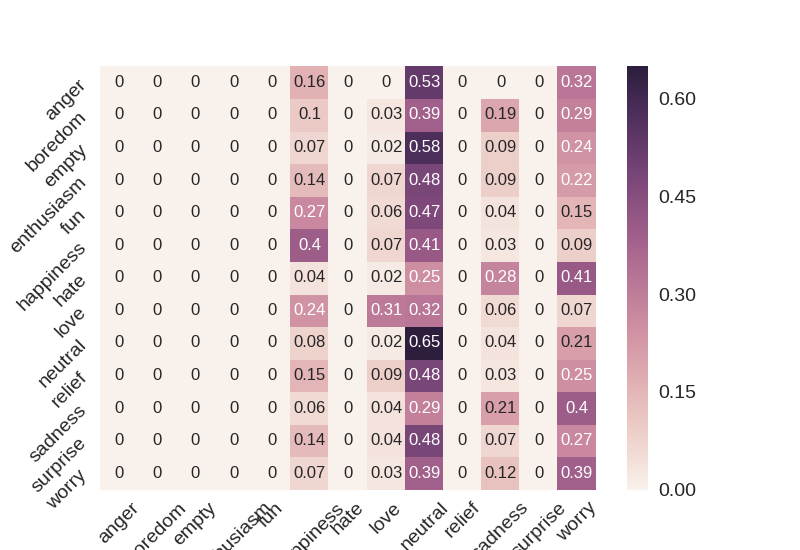 anger 0 0 0 0 0 0.16 0 0 0.53 0 0 0 0.32
boredom 0 0 0 0 0 0.1 0 0.03 0.39 0 0.19 0 0.29
empty 0 0 0 0 0 0.07 0 0.02 0.58 0 0.09 0 0.24
enthusiasm 0 0 0 0 0 0.14 0 0.07 0.48 0 0.09 0 0.22
fun 0 0 0 0 0 0.27 0 0.06 0.47 0 0.04 0 0.15
happiness 0 0 0 0 0 0.4 0 0.07 0.41 0 0.03 0 0.09
hate 0 0 0 0 0 0.04 0 0.02 0.25 0 0.28 0 0.41
love 0 0 0 0 0 0.24 0 0.31 0.32 0 0.06 0 0.07
neutral 0 0 0 0 0 0.08 0 0.02 0.65 0 0.04 0 0.21
relief 0 0 0 0 0 0.15 0 0.09 0.48 0 0.03 0 0.25
sadness 0 0 0 0 0 0.06 0 0.04 0.29 0 0.21 0 0.4
surprise 0 0 0 0 0 0.14 0 0.04 0.48 0 0.07 0 0.27
worry 0 0 0 0 0 0.07 0 0.03 0.39 0 0.12 0 0.39
anger oredom empty husiasm fun ppiness hate love neutral relief sadness surprise worry
0.60
0.45
0.30
0.15
0.00